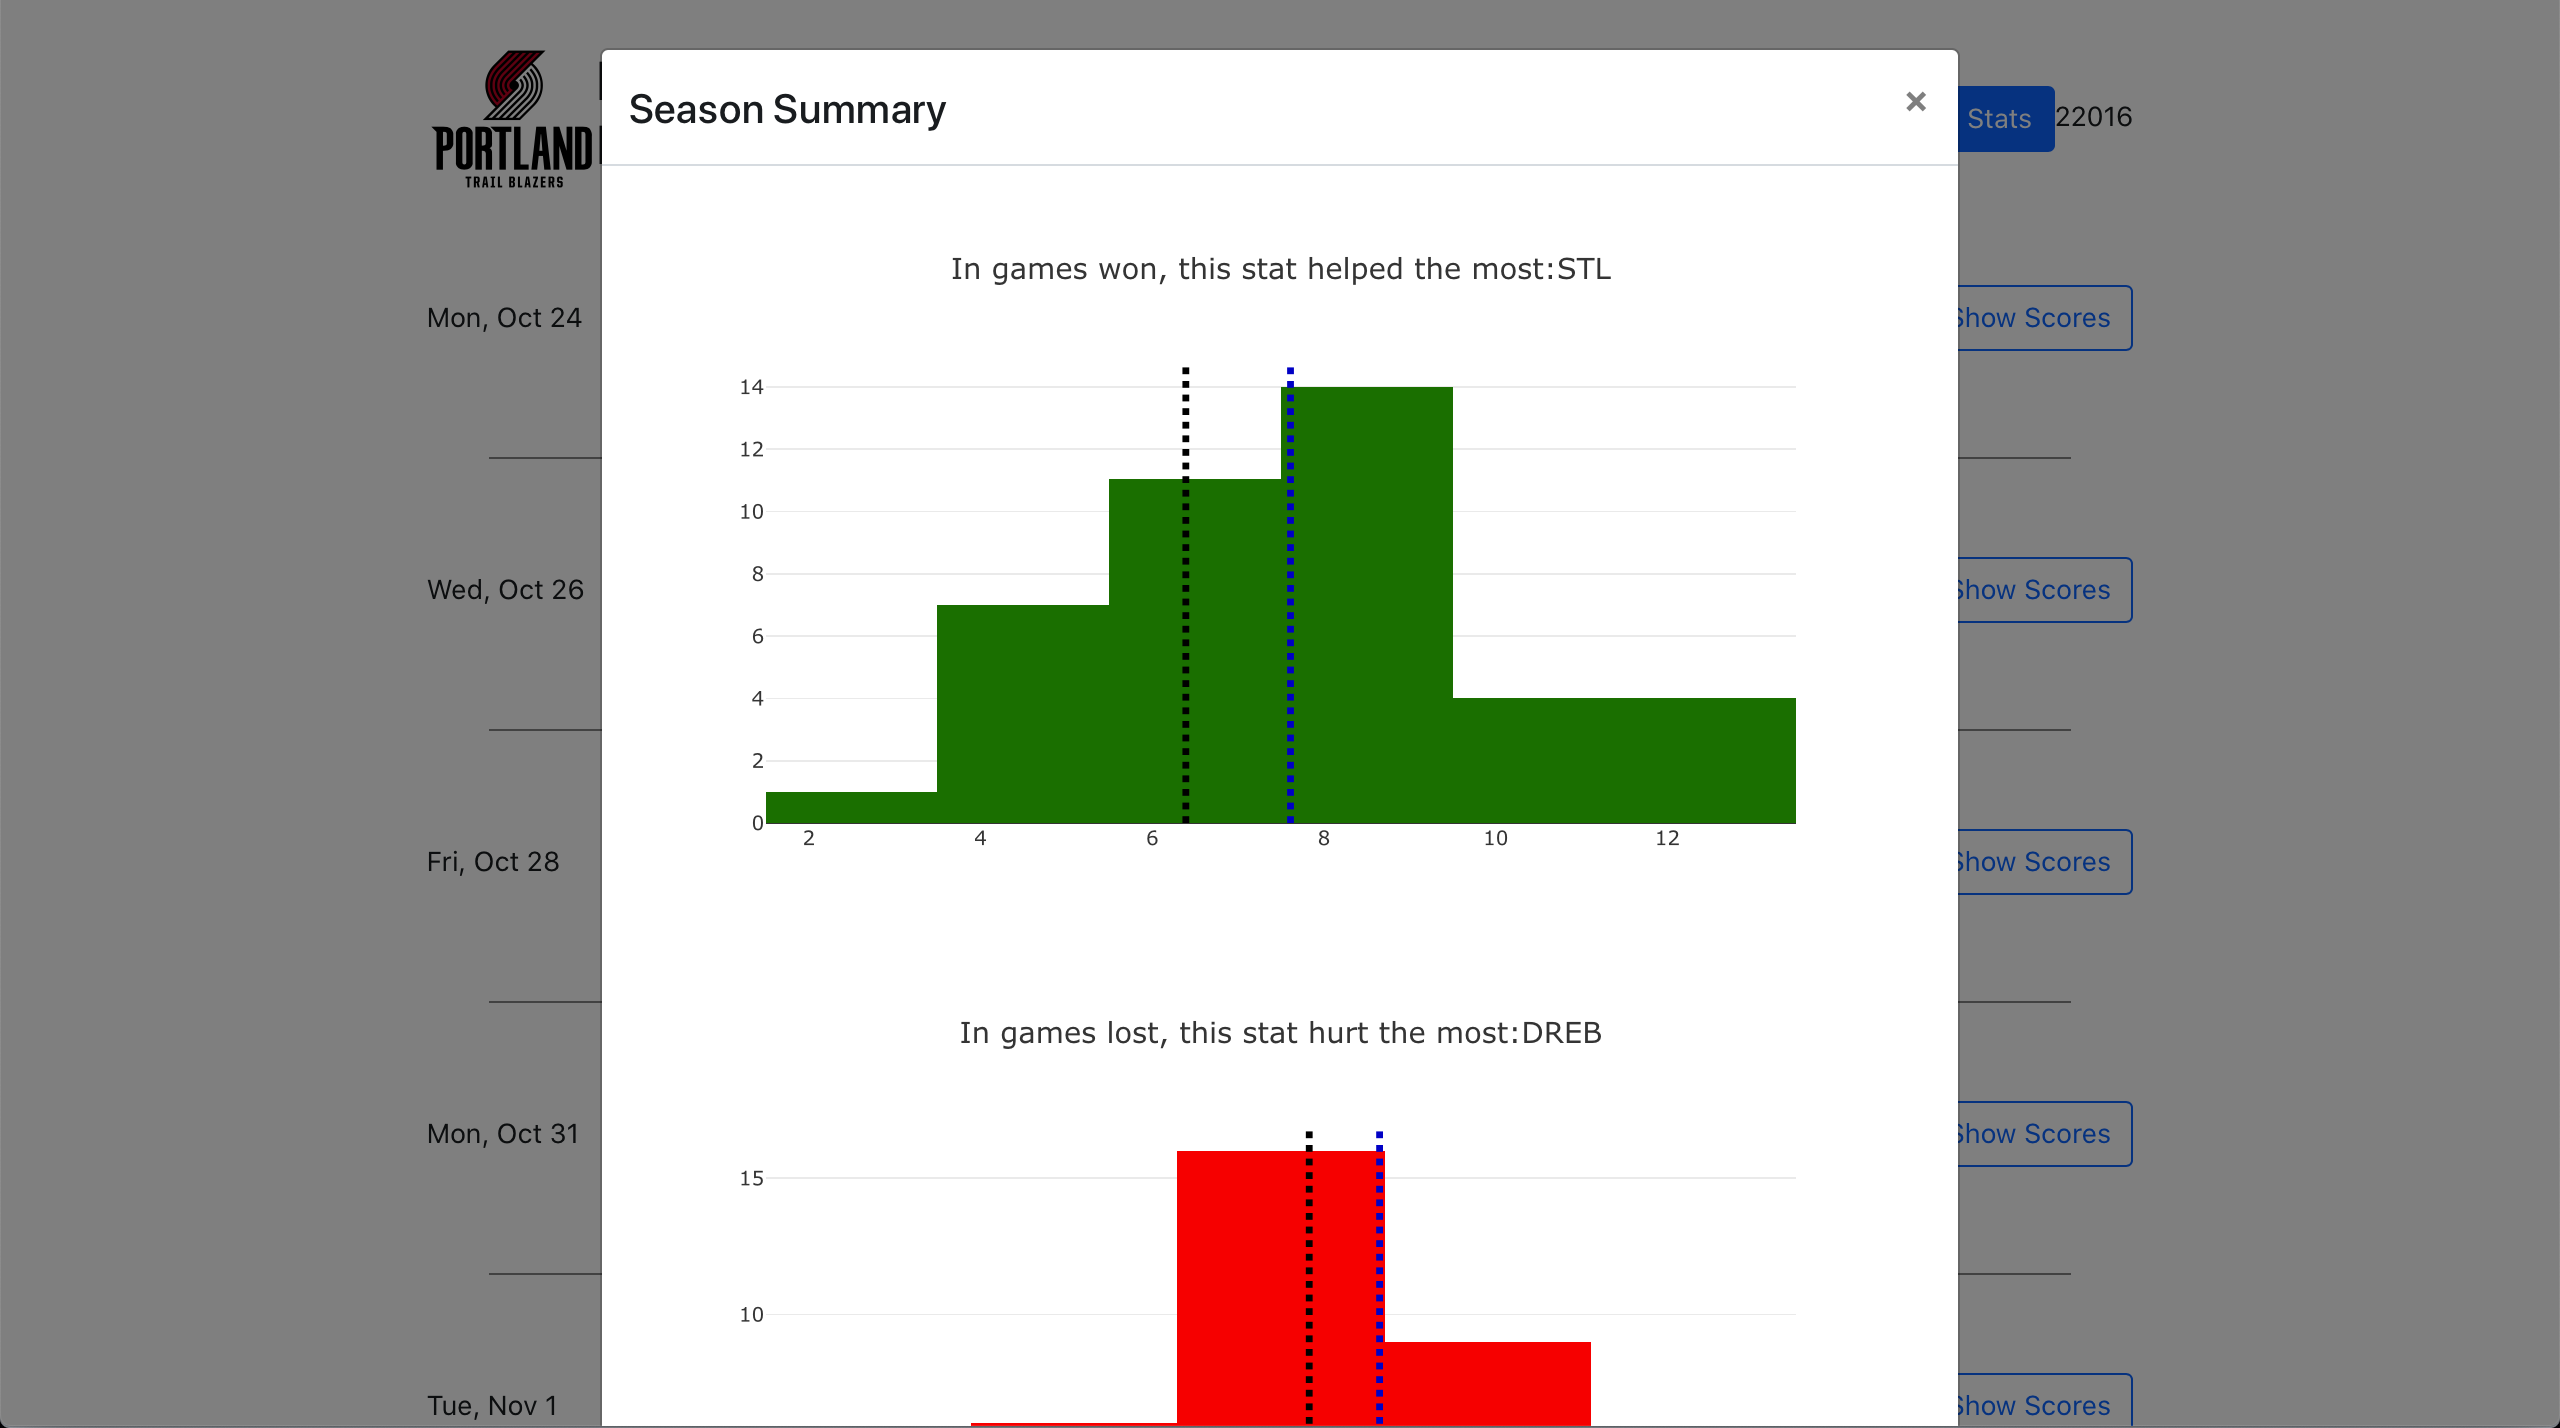 PORTLAND
TRAIL BLAZERS
Season Summary
×
Stats
22016
In games won, this stat helped the most:STL
Mon, Oct 24
Show Scores
14
12
10
8
6
4
2
0
2 4 6 8 10 12
Wed, Oct 26
Show Scores
Fri, Oct 28
Show Scores
In games lost, this stat hurt the most:DREB
Mon, Oct 31
Show Scores
15
10
Tue, Nov 1
Show Scores